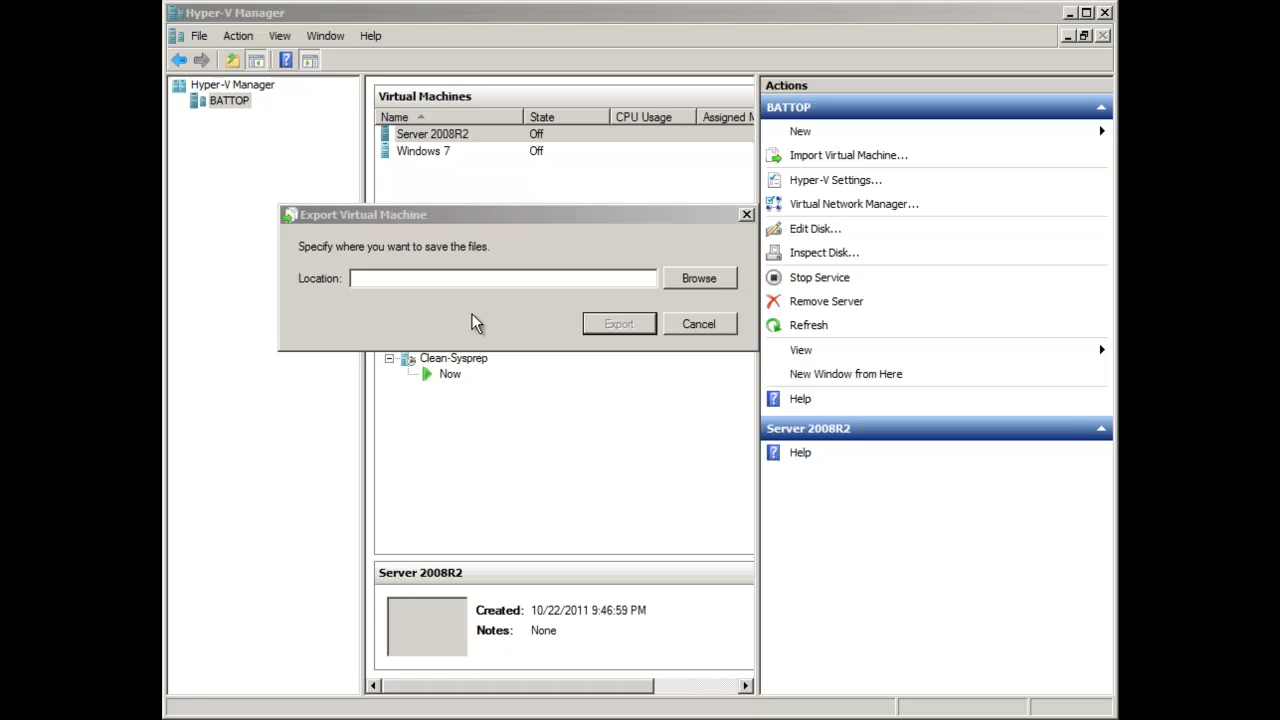 Hyper-V Manager
File Action View Window Help
Hyper-V Manager
BATTOP
Virtual Machines
Name State CPU Usage Assigned M
Server 2008R2 Off
Windows 7 Off
Export Virtual Machine
Specify where you want to save the files.
Location: Browse
Export Cancel
Clean-Sysprep
Now
Server 2008R2
Created: 10/22/2011 9:46:59 PM
Notes: None
Actions
BATTOP
New
Import Virtual Machine...
Hyper-V Settings...
Virtual Network Manager...
Edit Disk...
Inspect Disk...
Stop Service
Remove Server
Refresh
View
New Window from Here
Help
Server 2008R2
Help